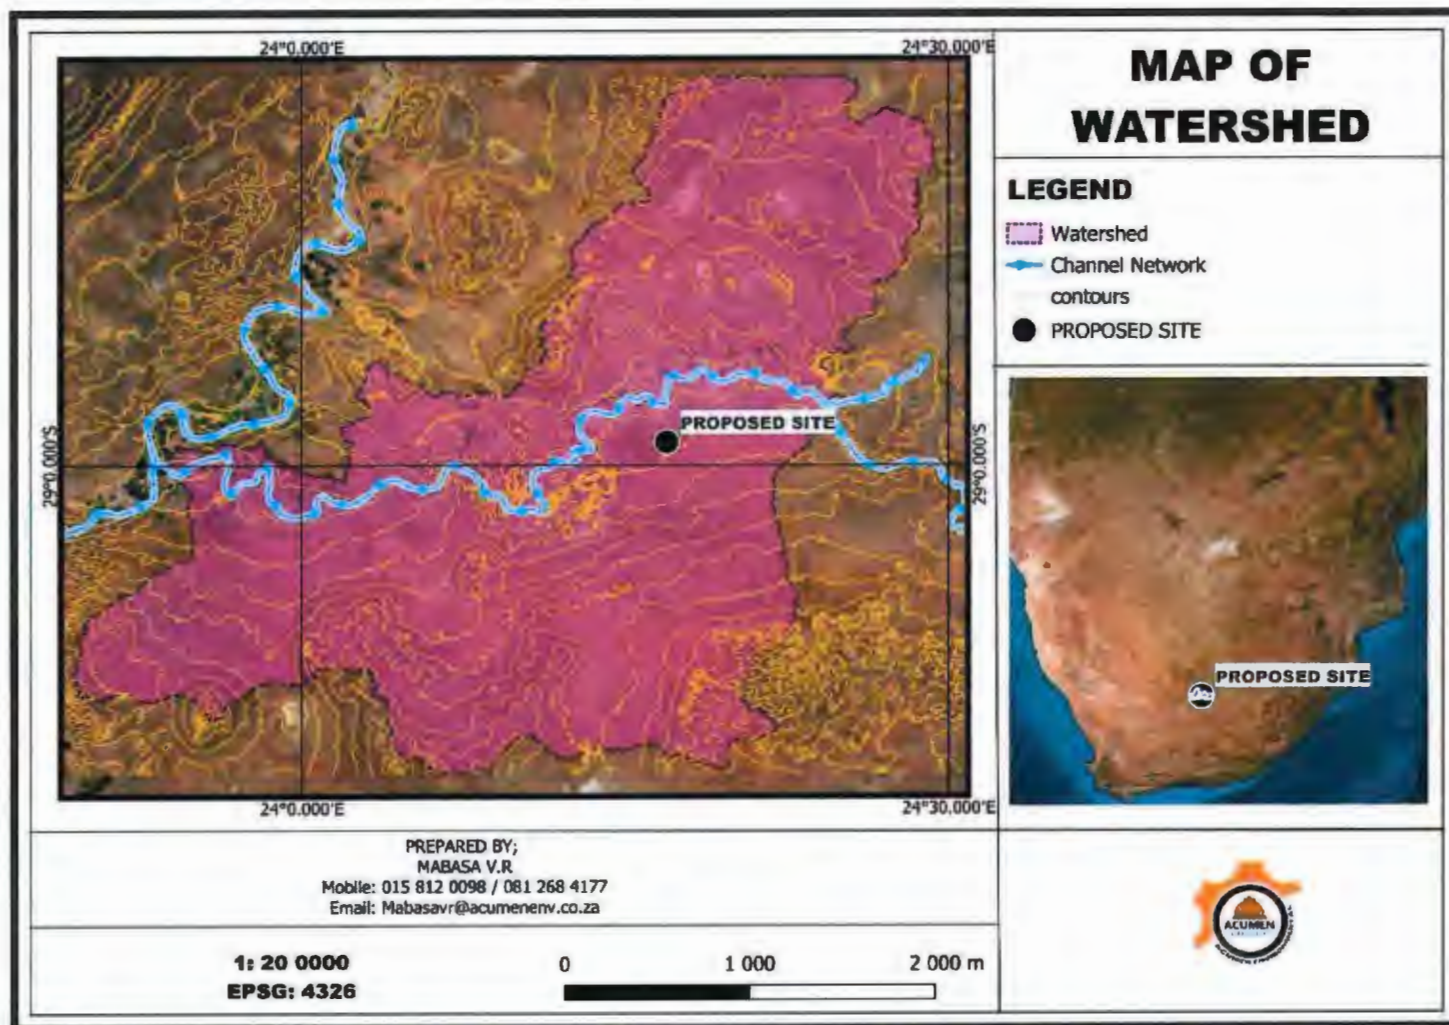 24°0.000'E
24°30.000'E
29°0.000'S
PROPOSED SITE
29°0.000'S
24°0.000'E
24°30.000'E
MAP OF
WATERSHED
LEGEND
Watershed
Channel Network
contours
PROPOSED SITE
PROPOSED SITE
PREPARED BY;
MABASA V.R
Mobile: 015 812 0098 / 081 268 4177
Email: Mabasavr@acumenenv.co.za
1: 20 0000
EPSG: 4326
0 1 000 2 000 m
ACUMEN